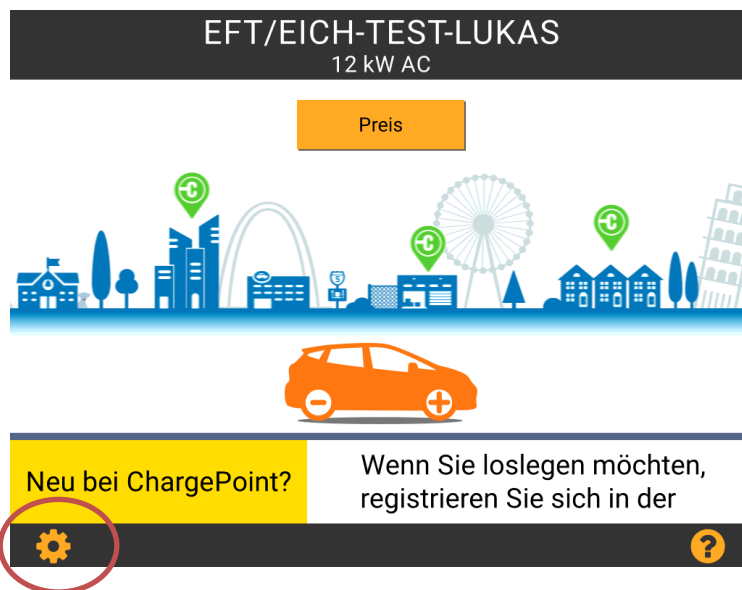 EFT/EICH-TEST-LUKAS
12 kW AC
Preis
Neu bei ChargePoint?
Wenn Sie loslegen möchten,
registrieren Sie sich in der